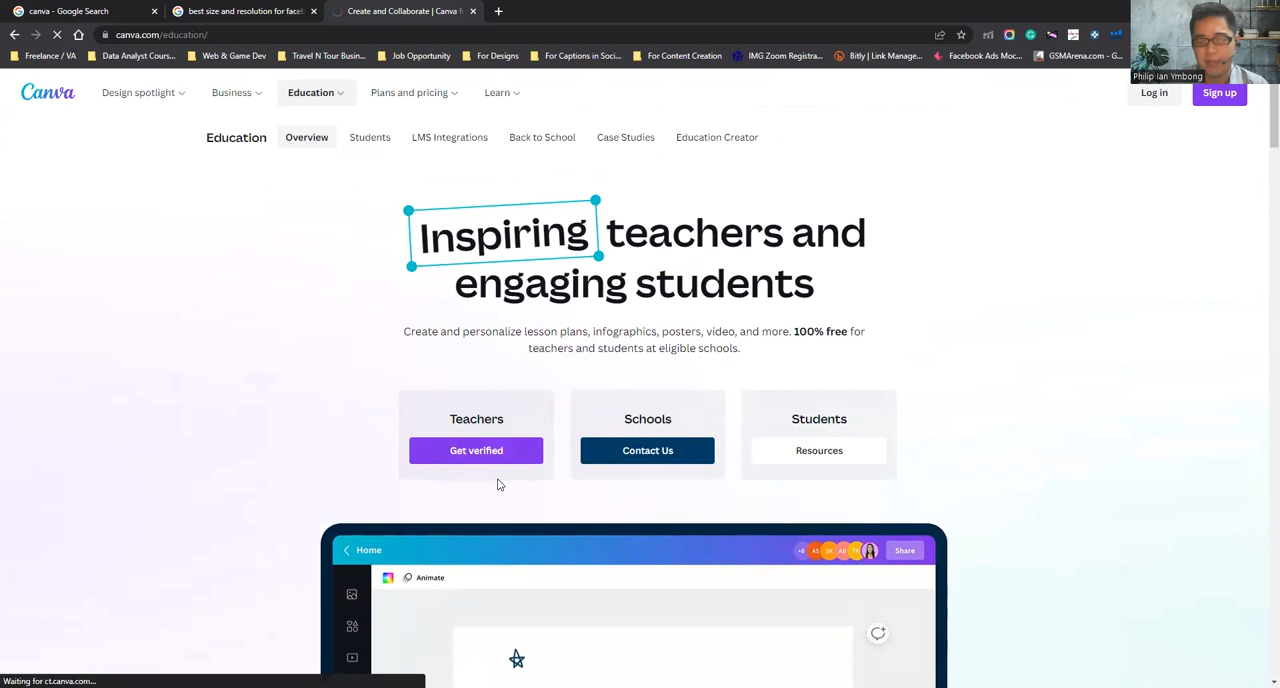 canva - Google Search
best size and resolution for facel
Create and Collaborate | Canva f
canva.com/education/
Freelance / VA
Data Analyst Cours...
Web & Game Dev
Travel N Tour Busin...
Job Opportunity
For Designs
For Captions in Soci...
For Content Creation
IMG Zoom Registra...
Bitly | Link Manage...
Facebook Ads Moc...
GSMArena.com - G...
Philip Ian Ymbong
Canva
Design spotlight
Business
Education
Plans and pricing
Learn
Log in
Sign up
Education
Overview
Students
LMS Integrations
Back to School
Case Studies
Education Creator
Inspiring teachers and
engaging students
Create and personalize lesson plans, infographics, posters, video, and more. 100% free for
teachers and students at eligible schools.
Teachers
Get verified
Schools
Contact Us
Students
Resources
Home
+8
AS
Share
Animate
Waiting for ct.canva.com...